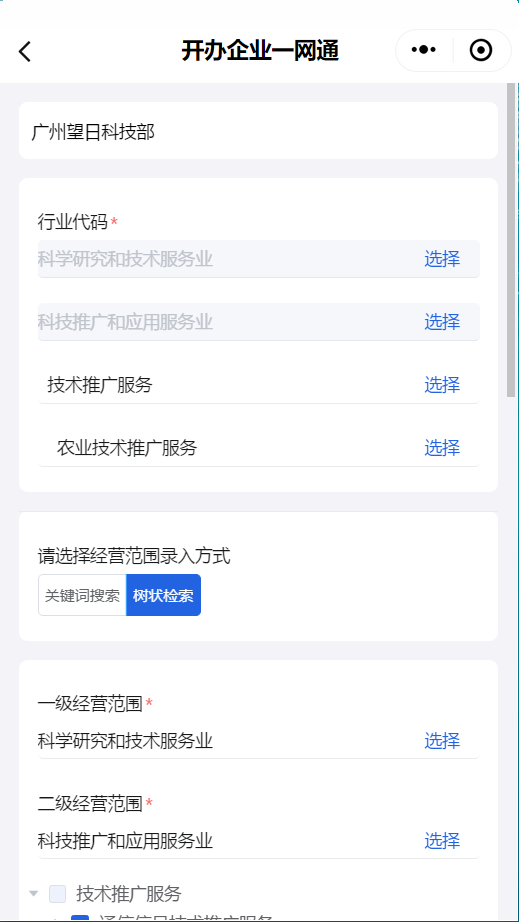 开办企业一网通
广州望日科技部
行业代码*
科学研究和技术服务业 选择
科技推广和应用服务业 选择
技术推广服务 选择
农业技术推广服务 选择
请选择经营范围录入方式
关键词搜索 树状检索
一级经营范围*
科学研究和技术服务业 选择
二级经营范围*
科技推广和应用服务业 选择
技术推广服务